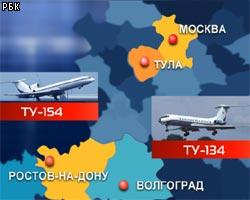 РБК
МОСКВА
ТУЛА
ТУ-154
ТУ-134
РОСТОВ-НА-ДОНУ
ВОЛГОГРАД